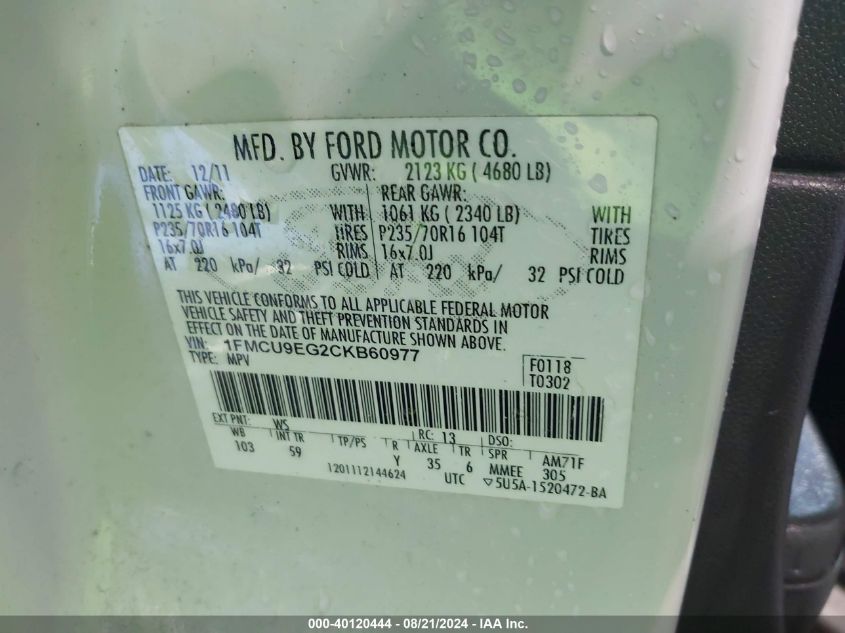 MFD. BY FORD MOTOR CO.
DATE: 12/11 GVWR: 2123 KG ( 4680 LB)
FRONT GAWR: REAR GAWR:
1125 KG ( 2480 LB) WITH 1061 KG ( 2340 LB) WITH
P235/70R16 104T TIRES P235/70R16 104T TIRES
16x7.0J RIMS 16x7.0J RIMS
AT 220 kPa/ 32 PSI COLD AT 220 kPa/ 32 PSI COLD
THIS VEHICLE CONFORMS TO ALL APPLICABLE FEDERAL MOTOR
VEHICLE SAFETY AND THEFT PREVENTION STANDARDS IN
EFFECT ON THE DATE OF MANUFACTURE SHOWN ABOVE.
VIN: 1FMCU9EG2CKB60977
TYPE: MPV
F0118
T0302
EXT PNT: WS RC: 13 DSO:
WB INT TR TP/PS R AXLE TR SPR AM71F
103 59 Y 35 6 MMEE 305
1201112144624 UTC ▽5U5A-1520472-BA
000-40120444 - 08/21/2024 - IAA Inc.